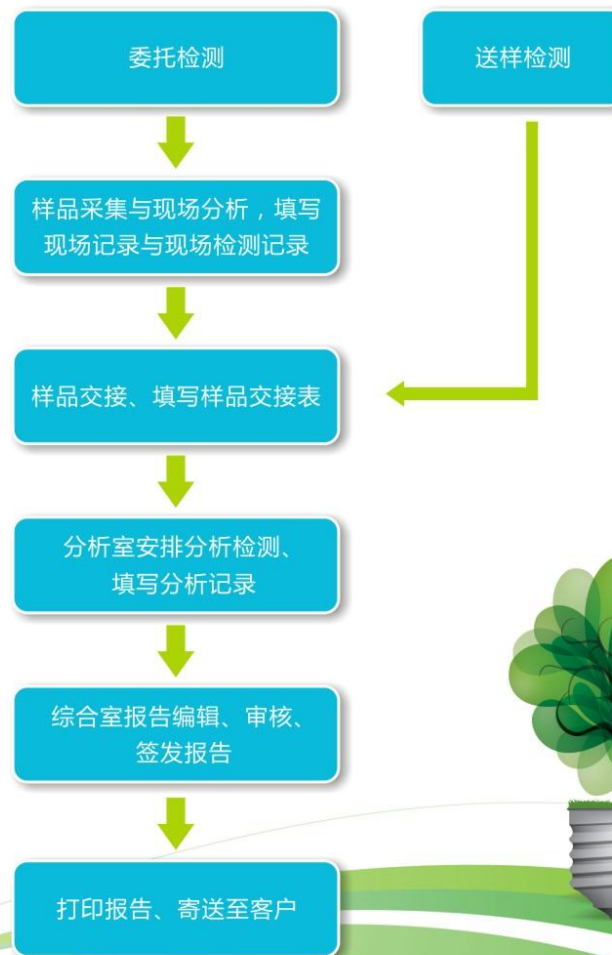 委托检测
送样检测
样品采集与现场分析，填写
现场记录与现场检测记录
样品交接、填写样品交接表
分析室安排分析检测、
填写分析记录
综合室报告编辑、审核、
签发报告
打印报告、寄送至客户